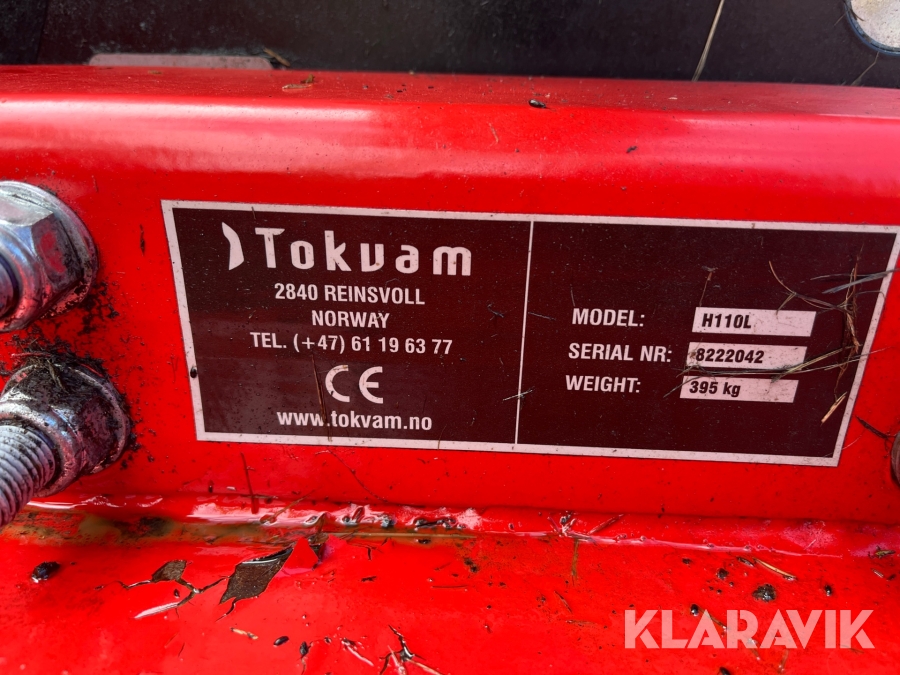 Tokvam
2840 REINSVOLL
NORWAY
TEL. (+47) 61 19 63 77
CE
www.tokvam.no
MODEL: H110L
SERIAL NR: 8222042
WEIGHT: 395 kg
KLARAVIK